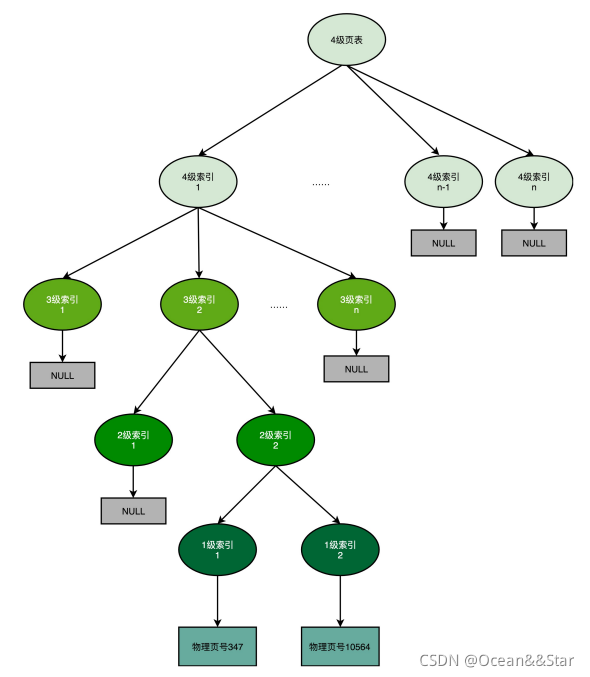 4级页表
4级索引
1
......
4级索引
n-1
4级索引
n
NULL
NULL
3级索引
1
3级索引
2
......
3级索引
n
NULL
NULL
2级索引
1
2级索引
2
NULL
1级索引
1
1级索引
2
物理页号347
物理页号10564
CSDN @Ocean&&Star